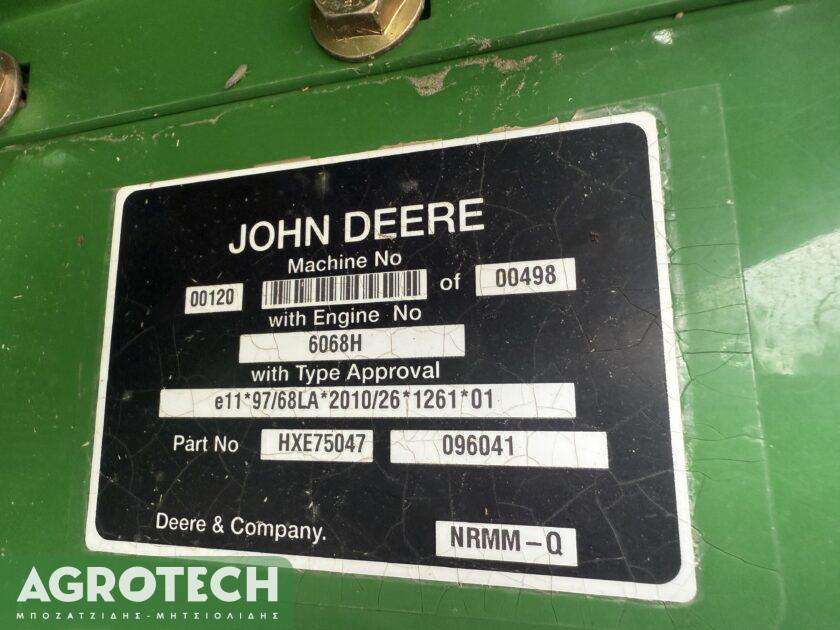 JOHN DEERE
Machine No
00120 of 00498
with Engine No
6068H
with Type Approval
e11*97/68LA*2010/26*1261*01
Part No HXE75047 096041
Deere & Company. NRMM-Q
AGROTECH
ΜΠΟΖΑΤΖΙΔΗΣ-ΜΗΤΣΙΟΛΙΔΗΣ